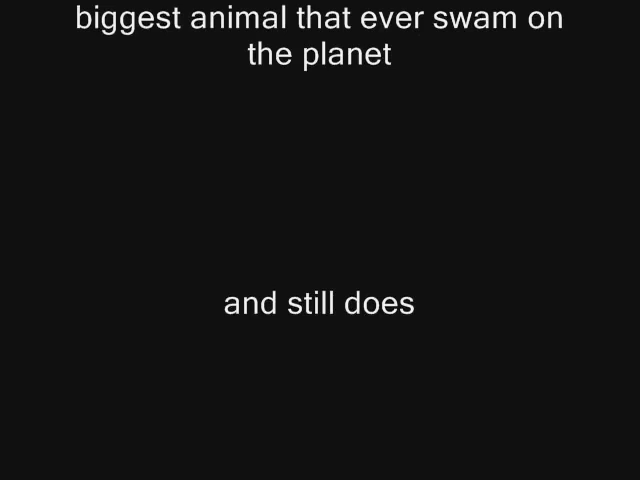 biggest animal that ever swam on
the planet
and still does